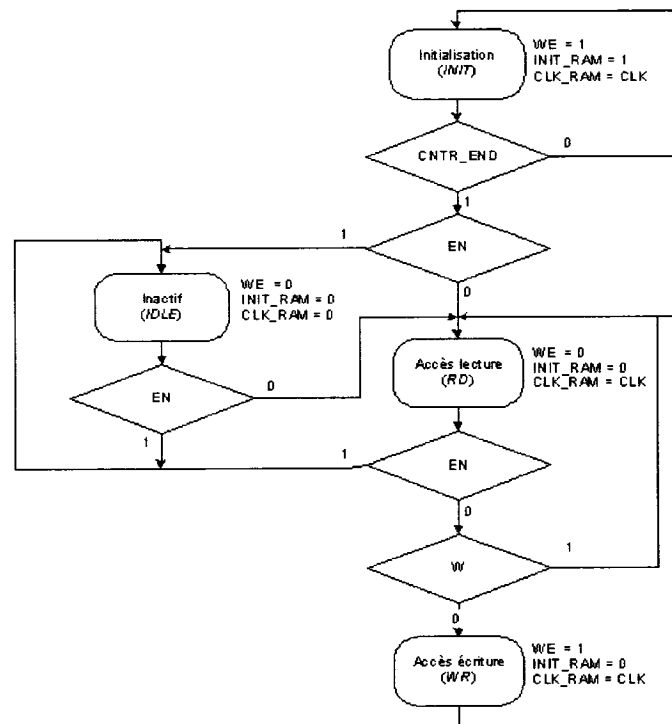 Initialisation
(INIT)
WE = 1
INIT_RAM = 1
CLK_RAM = CLK
CNTR_END
0
1
EN
1
0
Inactif
(IDLE)
WE = 0
INIT_RAM = 0
CLK_RAM = 0
EN
0
1
Accès lecture
(RD)
WE = 0
INIT_RAM = 0
CLK_RAM = CLK
EN
1
0
W
1
0
Accès écriture
(WR)
WE = 1
INIT_RAM = 0
CLK_RAM = CLK